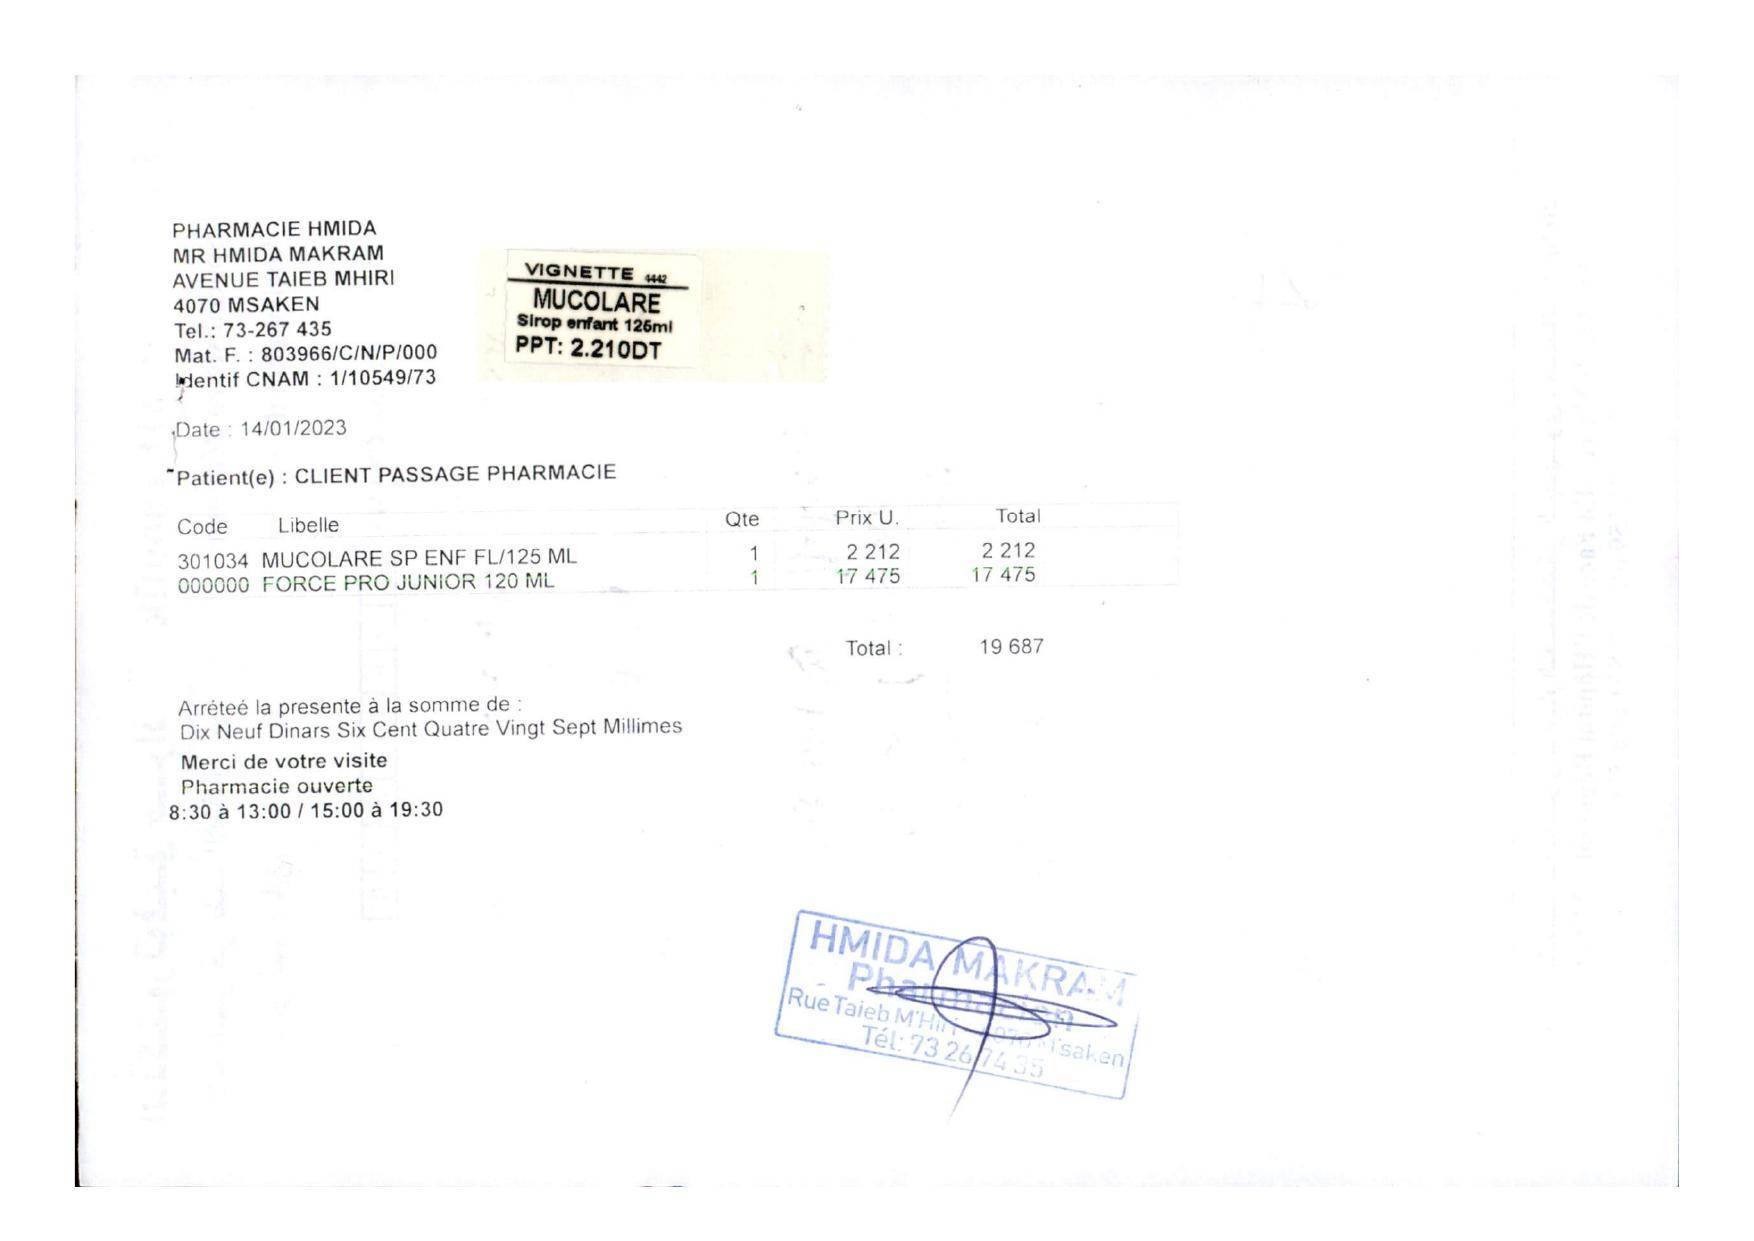 PHARMACIE HMIDA
MR HMIDA MAKRAM
AVENUE TAIEB MHIRI
4070 MSAKEN
Tel.: 73-267 435
Mat. F. : 803966/C/N/P/000
Identif CNAM : 1/10549/73
VIGNETTE 4442
MUCOLARE
Sirop enfant 125ml
PPT: 2.210DT
Date : 14/01/2023
Patient(e) : CLIENT PASSAGE PHARMACIE
Code Libelle Qte Prix U. Total
301034 MUCOLARE SP ENF FL/125 ML 1 2 212 2 212
000000 FORCE PRO JUNIOR 120 ML 1 17 475 17 475
Total : 19 687
Arréteé la presente à la somme de :
Dix Neuf Dinars Six Cent Quatre Vingt Sept Millimes
Merci de votre visite
Pharmacie ouverte
8:30 à 13:00 / 15:00 à 19:30
HMIDA MAKRAM
Pharmacien
Rue Taieb M'Hiri 4070 M'saken
Tél: 73 26 74 35